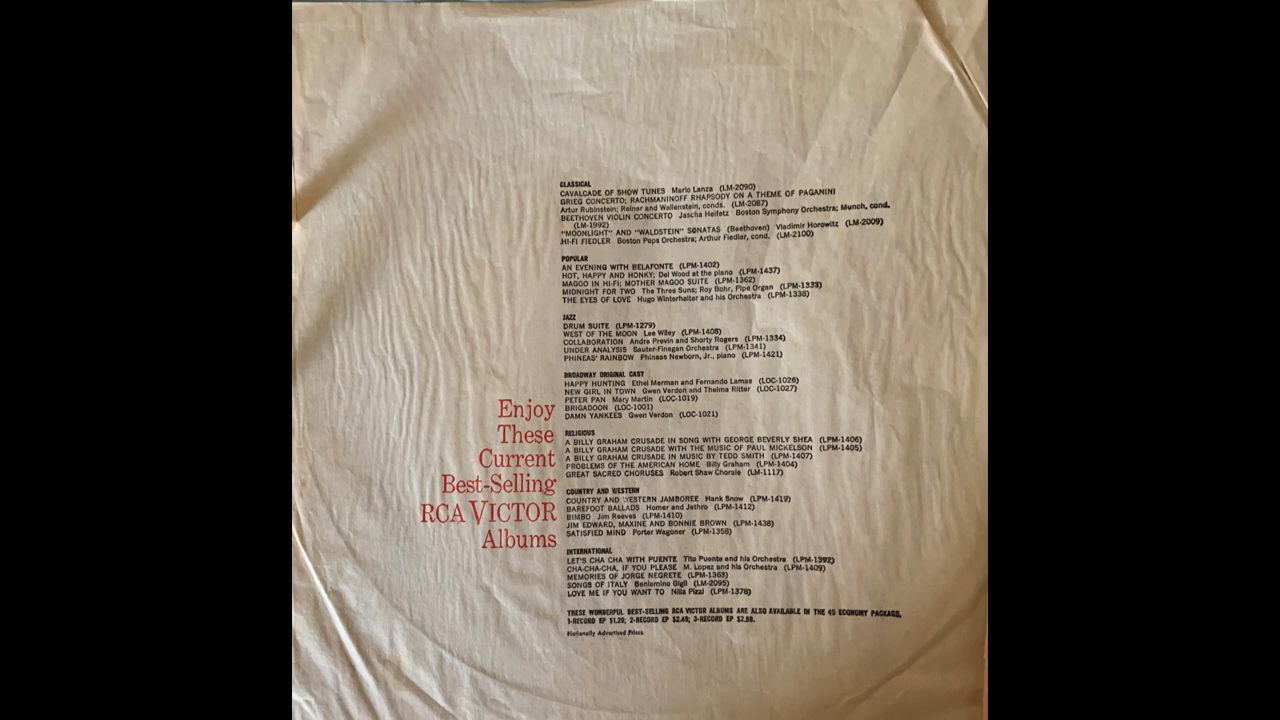 Enjoy
These
Current
Best-Selling
RCA VICTOR
Albums
CLASSICAL
CAVALCADE OF SHOW TUNES Mario Lanza (LM-2090)
GRIEG CONCERTO; RACHMANINOFF RHAPSODY ON A THEME OF PAGANINI
Artur Rubinstein; Reiner and Wallenstein, conds. (LM-2087)
BEETHOVEN VIOLIN CONCERTO Jascha Heifetz Boston Symphony Orchestra; Munch, cond.
(LM-1992)
"MOONLIGHT" AND "WALDSTEIN" SONATAS (Beethoven) Vladimir Horowitz (LM-2009)
HI-FI FIEDLER Boston Pops Orchestra; Arthur Fiedler, cond. (LM-2100)
POPULAR
AN EVENING WITH BELAFONTE (LPM-1402)
HOT, HAPPY AND HONKY; Del Wood at the piano (LPM-1437)
MAGOO IN HI-FI; MOTHER MAGOO SUITE (LPM-1362)
MIDNIGHT FOR TWO The Three Suns; Roy Bohr, Pipe Organ (LPM-1333)
THE EYES OF LOVE Hugo Winterhalter and his Orchestra (LPM-1338)
JAZZ
DRUM SUITE (LPM-1279)
WEST OF THE MOON Lee Wiley (LPM-1408)
COLLABORATION Andre Previn and Shorty Rogers (LPM-1334)
UNDER ANALYSIS Sauter-Finegan Orchestra (LPM-1341)
PHINEAS' RAINBOW Phineas Newborn, Jr., piano (LPM-1421)
BROADWAY ORIGINAL CAST
HAPPY HUNTING Ethel Merman and Fernando Lamas (LOC-1026)
NEW GIRL IN TOWN Gwen Verdon and Thelma Ritter (LOC-1027)
PETER PAN Mary Martin (LOC-1019)
BRIGADOON (LOC-1001)
DAMN YANKEES Gwen Verdon (LOC-1021)
RELIGIOUS
A BILLY GRAHAM CRUSADE IN SONG WITH GEORGE BEVERLY SHEA (LPM-1406)
A BILLY GRAHAM CRUSADE WITH THE MUSIC OF PAUL MICKELSON (LPM-1405)
A BILLY GRAHAM CRUSADE IN MUSIC BY TEDD SMITH (LPM-1407)
PROBLEMS OF THE AMERICAN HOME Billy Graham (LPM-1404)
GREAT SACRED CHORUSES Robert Shaw Chorale (LM-1117)
COUNTRY AND WESTERN
COUNTRY AND WESTERN JAMBOREE Hank Snow (LPM-1419)
BAREFOOT BALLADS Homer and Jethro (LPM-1412)
BIMBO Jim Reeves (LPM-1410)
JIM EDWARD, MAXINE AND BONNIE BROWN (LPM-1438)
SATISFIED MIND Porter Wagoner (LPM-1358)
INTERNATIONAL
LET'S CHA CHA WITH PUENTE Tito Puente and his Orchestra (LPM-1392)
CHA-CHA-CHA, IF YOU PLEASE M. Lopez and his Orchestra (LPM-1409)
MEMORIES OF JORGE NEGRETE (LPM-1363)
SONGS OF ITALY Beniamino Gigli (LM-2095)
LOVE ME IF YOU WANT TO Nilla Pizzi (LPM-1378)
THESE WONDERFUL BEST-SELLING RCA VICTOR ALBUMS ARE ALSO AVAILABLE IN THE 45 ECONOMY PACKAGE.
1-RECORD EP $1.29; 2-RECORD EP $2.49; 3-RECORD EP $2.98.
Nationally Advertised Prices